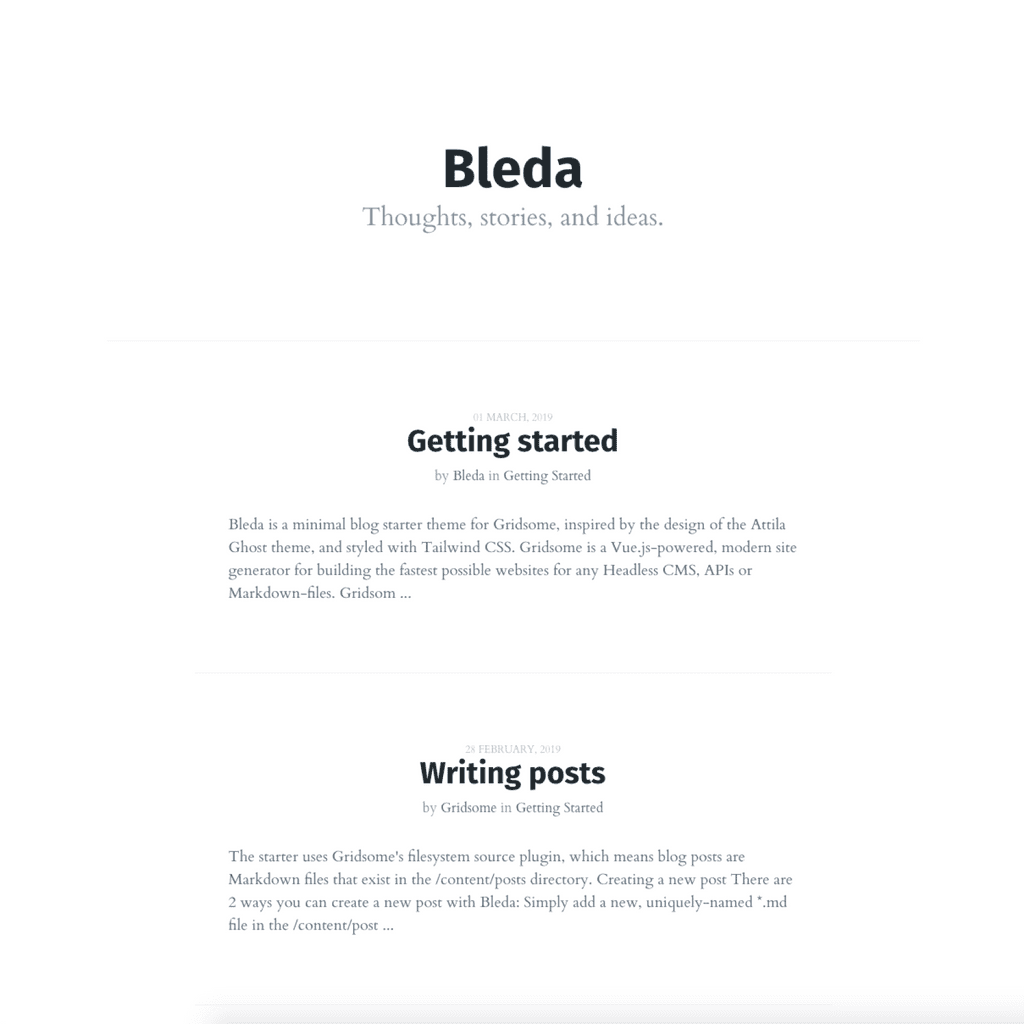 Bleda
Thoughts, stories, and ideas.
01 MARCH, 2019
Getting started
by Bleda in Getting Started
Bleda is a minimal blog starter theme for Gridsome, inspired by the design of the Attila
Ghost theme, and styled with Tailwind CSS. Gridsome is a Vue.js-powered, modern site
generator for building the fastest possible websites for any Headless CMS, APIs or
Markdown-files. Gridsom ...
28 FEBRUARY, 2019
Writing posts
by Gridsome in Getting Started
The starter uses Gridsome's filesystem source plugin, which means blog posts are
Markdown files that exist in the /content/posts directory. Creating a new post There are
2 ways you can create a new post with Bleda: Simply add a new, uniquely-named *.md
file in the /content/post ...